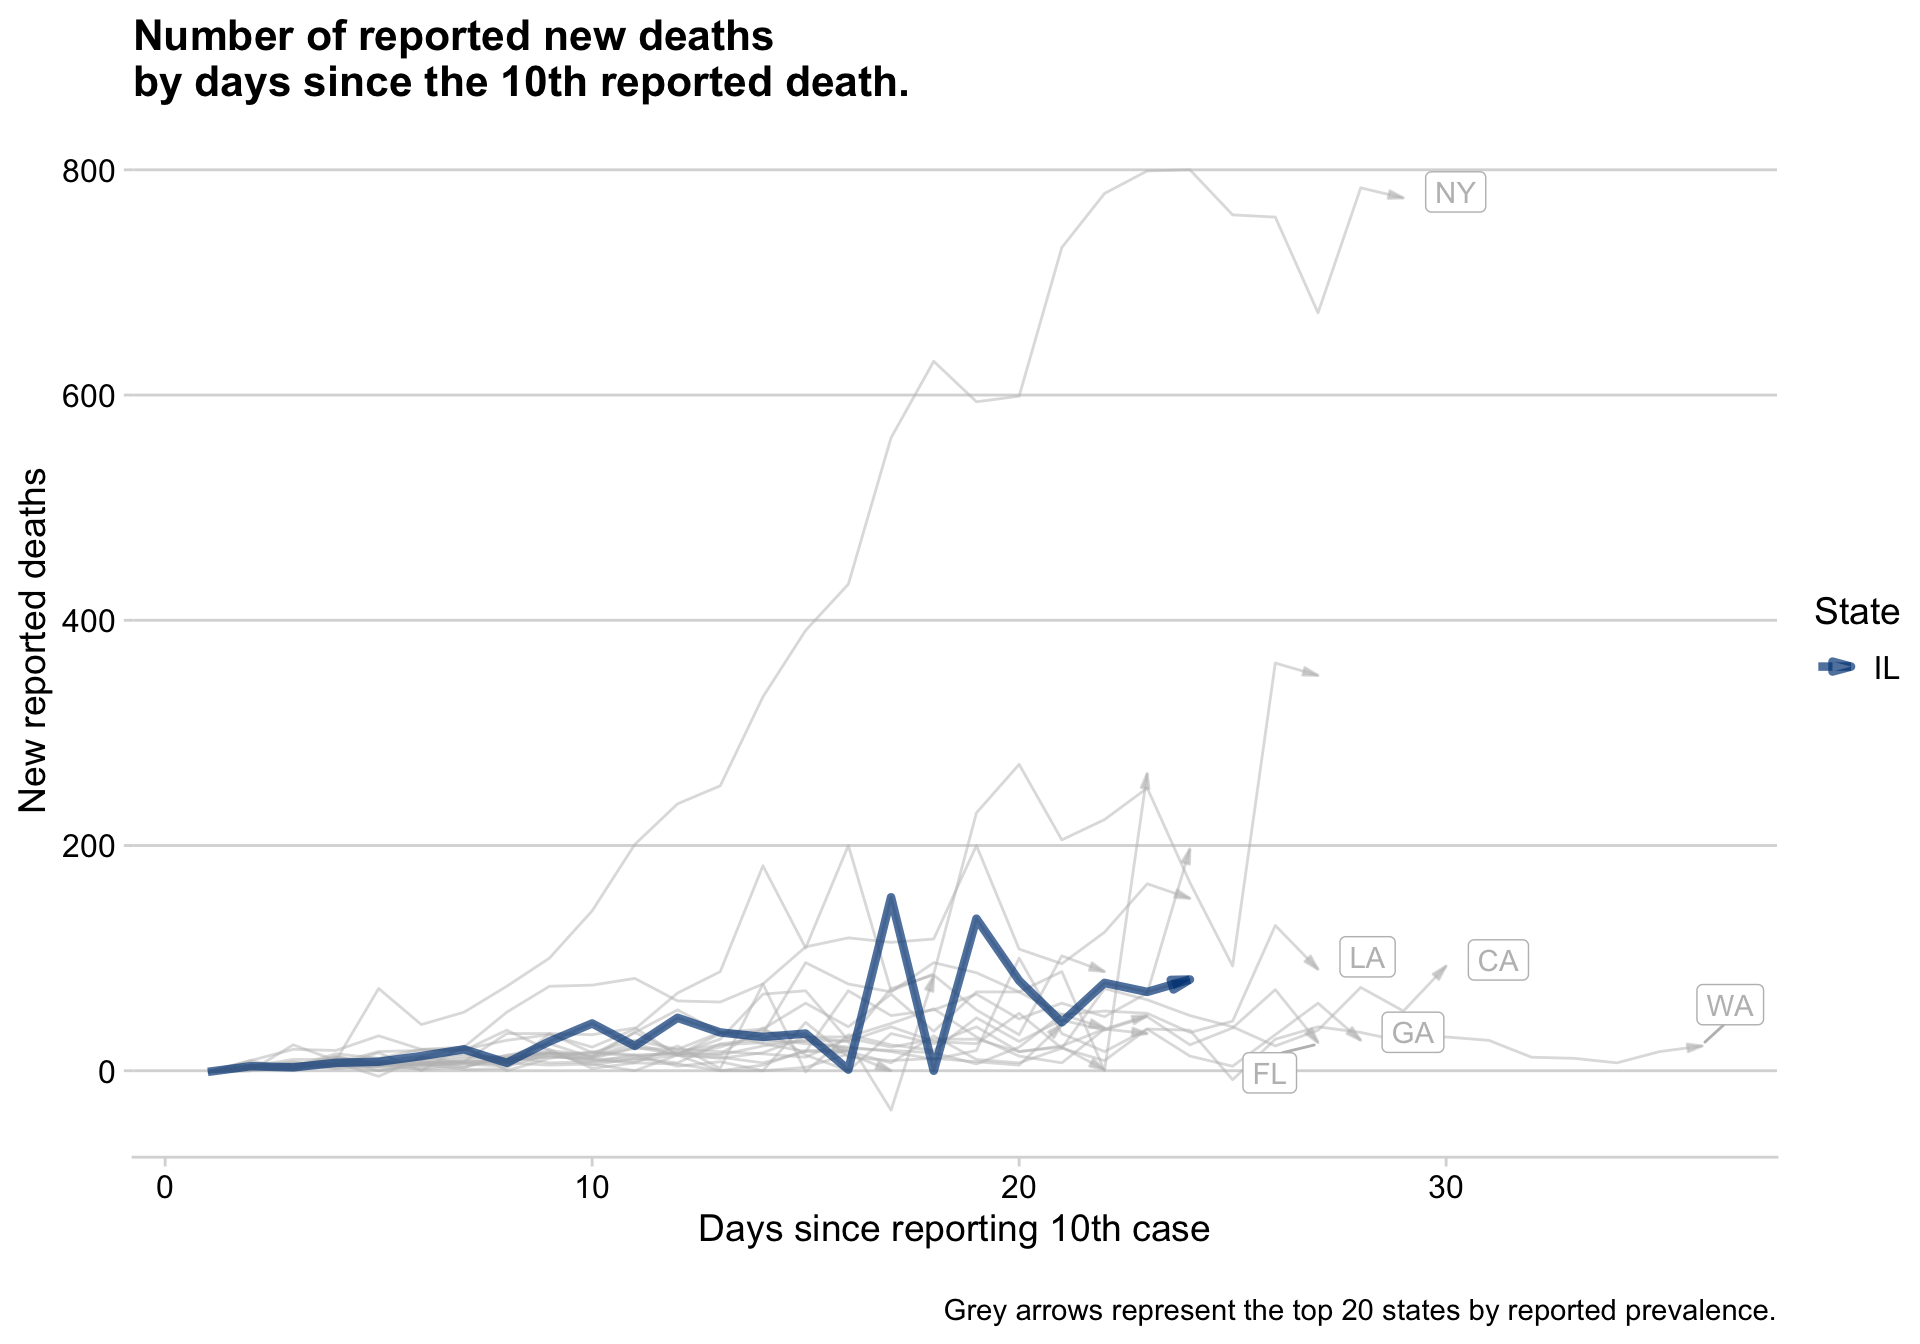 Number of reported new deaths
by days since the 10th reported death.
New reported deaths
800
600
400
200
0
NY
LA
CA
WA
GA
FL
State
IL
0 10 20 30
Days since reporting 10th case
Grey arrows represent the top 20 states by reported prevalence.